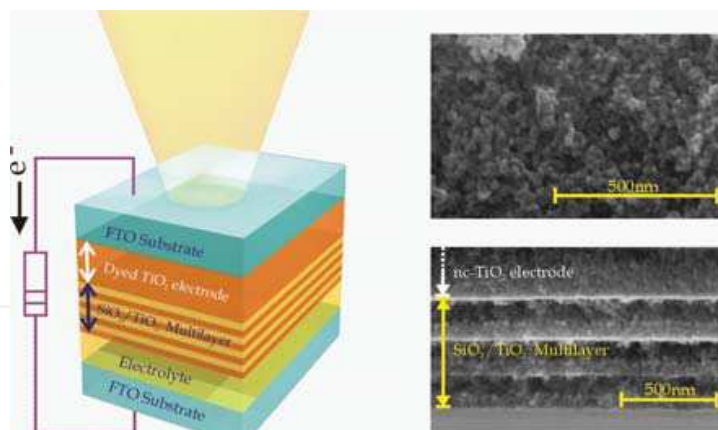 e⁻
FTO Substrate
Dyed TiO₂ electrode
SiO₂/TiO₂ Multilayer
Electrolyte
FTO Substrate
500nm
nc-TiO₂ electrode
SiO₂/TiO₂ Multilayer
500nm